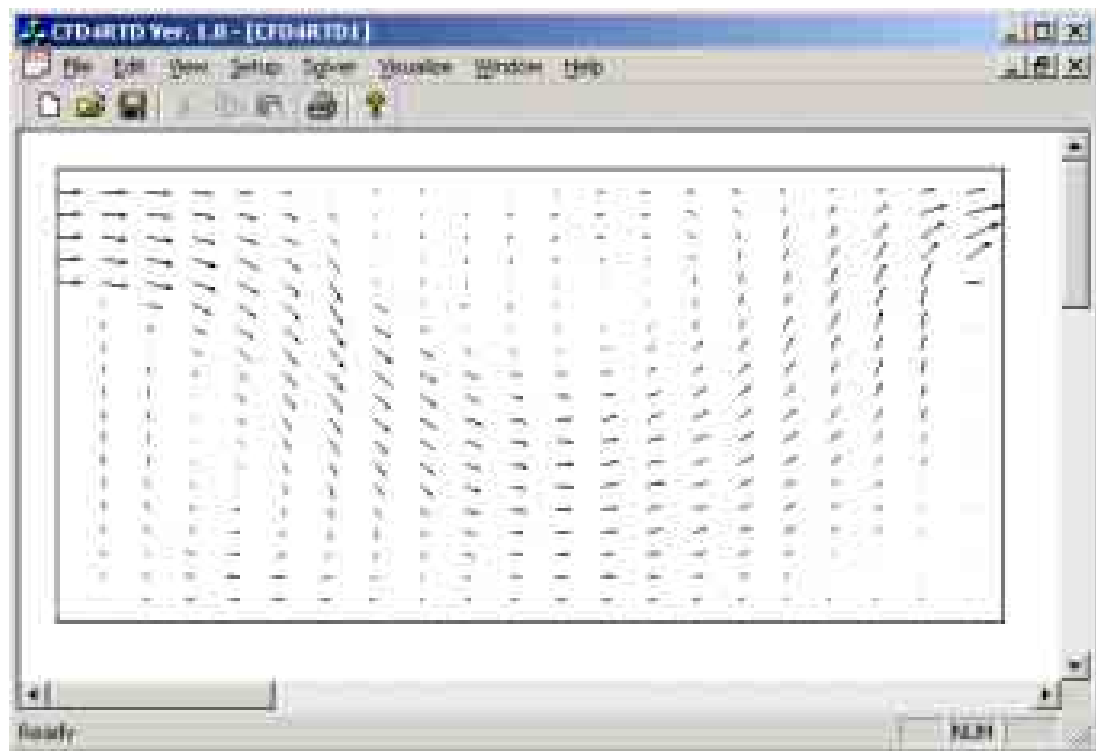 CFD4RTD Ver. 1.0 - [CFD4RTD1]
File Edit View Setup Solver Visualize Window Help
Ready
NUM